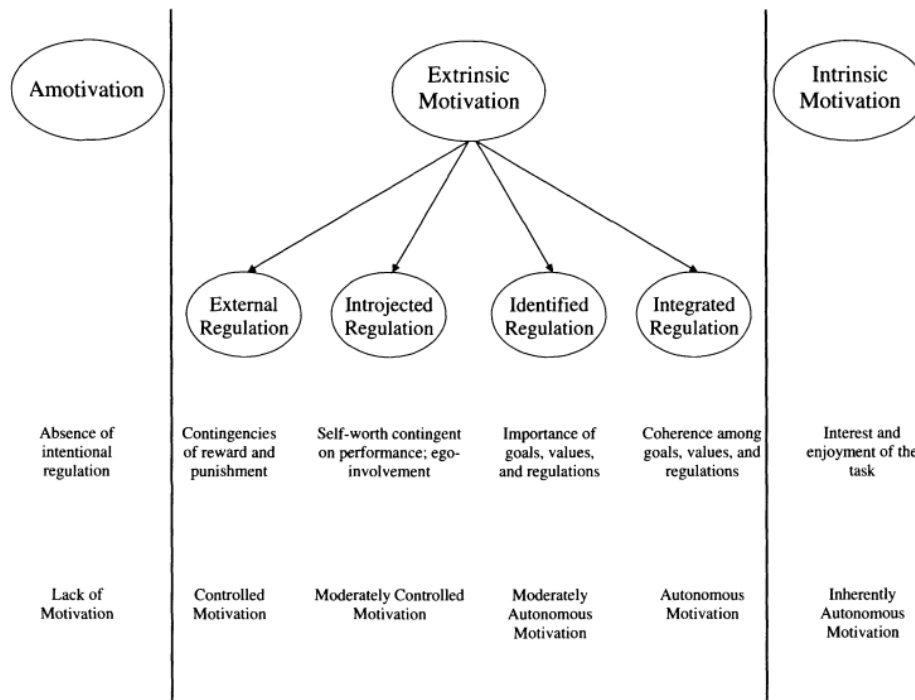 Amotivation
Extrinsic
Motivation
Intrinsic
Motivation
External
Regulation
Introjected
Regulation
Identified
Regulation
Integrated
Regulation
Absence of
intentional
regulation
Contingencies
of reward and
punishment
Self-worth contingent
on performance; ego-
involvement
Importance of
goals, values,
and regulations
Coherence among
goals, values, and
regulations
Interest and
enjoyment of the
task
Lack of
Motivation
Controlled
Motivation
Moderately Controlled
Motivation
Moderately
Autonomous
Motivation
Autonomous
Motivation
Inherently
Autonomous
Motivation